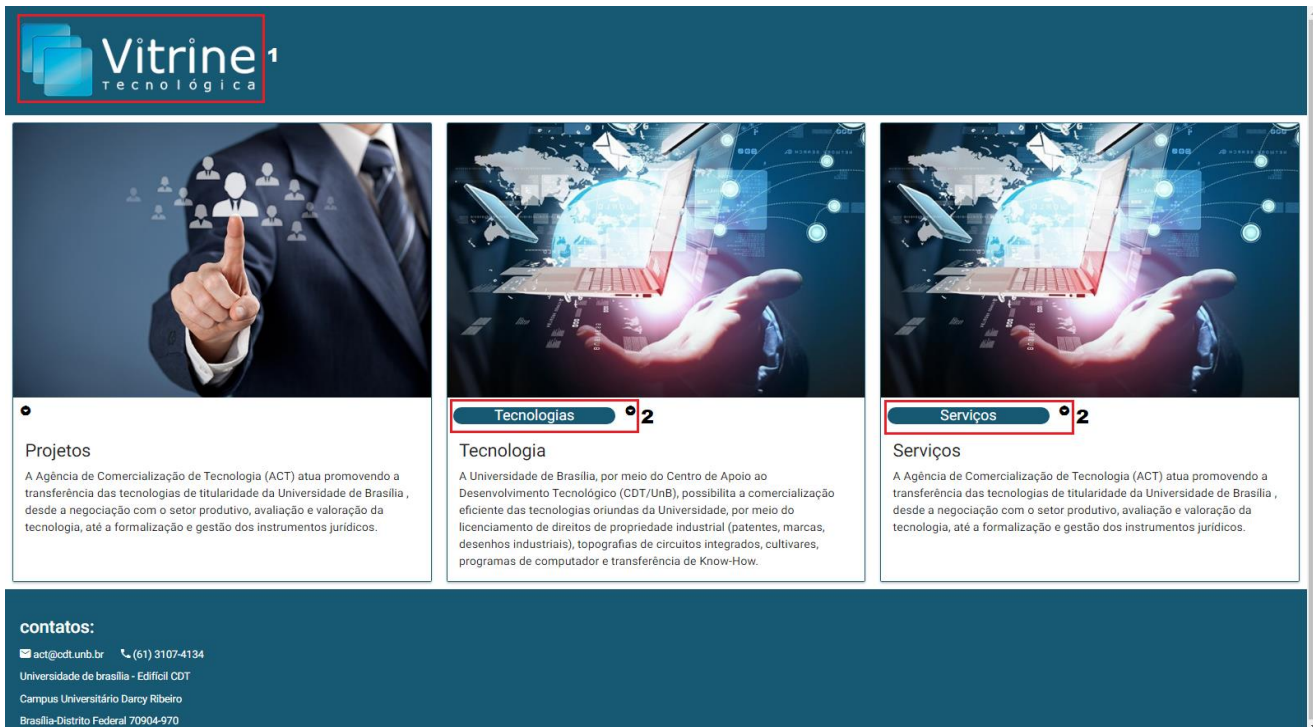 Vitrine
Tecnológica
1
Tecnologias
2
Serviços
2
Projetos
A Agência de Comercialização de Tecnologia (ACT) atua promovendo a
transferência das tecnologias de titularidade da Universidade de Brasília ,
desde a negociação com o setor produtivo, avaliação e valoração da
tecnologia, até a formalização e gestão dos instrumentos jurídicos.
Tecnologia
A Universidade de Brasília, por meio do Centro de Apoio ao
Desenvolvimento Tecnológico (CDT/UnB), possibilita a comercialização
eficiente das tecnologias oriundas da Universidade, por meio do
licenciamento de direitos de propriedade industrial (patentes, marcas,
desenhos industriais), topografias de circuitos integrados, cultivares,
programas de computador e transferência de Know-How.
Serviços
A Agência de Comercialização de Tecnologia (ACT) atua promovendo a
transferência das tecnologias de titularidade da Universidade de Brasília ,
desde a negociação com o setor produtivo, avaliação e valoração da
tecnologia, até a formalização e gestão dos instrumentos jurídicos.
contatos:
act@cdt.unb.br (61) 3107-4134
Universidade de brasília - Edifícil CDT
Campus Universitário Darcy Ribeiro
Brasília-Distrito Federal 70904-970